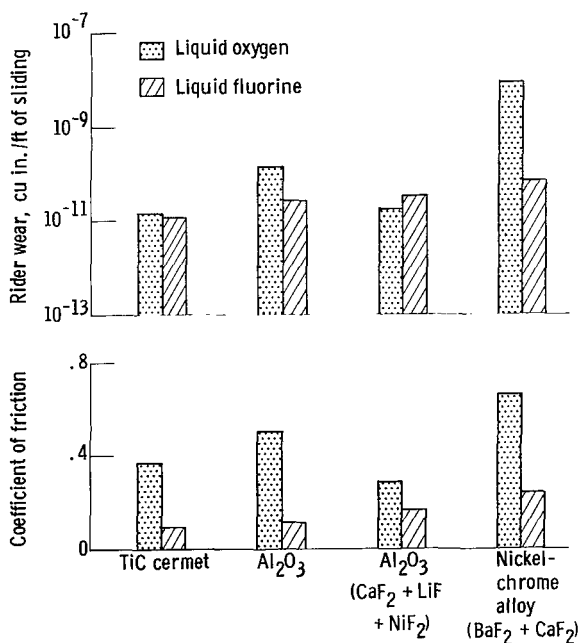 10-7
Liquid oxygen
Liquid fluorine
10-9
10-11
10-13
Rider wear, cu in./ft of sliding
.8
.4
0
Coefficient of friction
TiC cermet
Al2O3
Al2O3
(CaF2 + LiF
+ NiF2)
Nickel-
chrome
alloy
(BaF2 + CaF2)